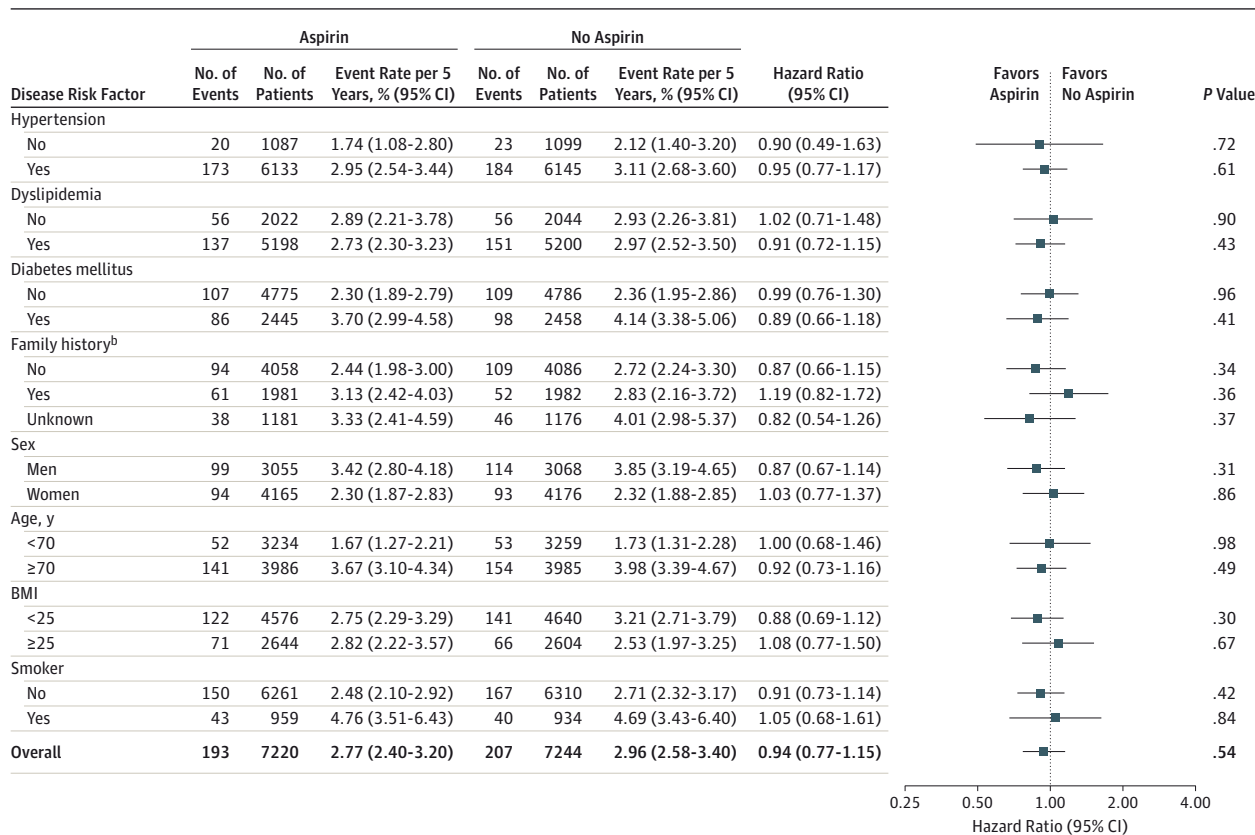 Aspirin No Aspirin
Disease Risk Factor No. of Events No. of Patients Event Rate per 5 Years, % (95% CI) No. of Events No. of Patients Event Rate per 5 Years, % (95% CI) Hazard Ratio (95% CI) Favors Aspirin Favors No Aspirin P Value
Hypertension
No 20 1087 1.74 (1.08-2.80) 23 1099 2.12 (1.40-3.20) 0.90 (0.49-1.63) .72
Yes 173 6133 2.95 (2.54-3.44) 184 6145 3.11 (2.68-3.60) 0.95 (0.77-1.17) .61
Dyslipidemia
No 56 2022 2.89 (2.21-3.78) 56 2044 2.93 (2.26-3.81) 1.02 (0.71-1.48) .90
Yes 137 5198 2.73 (2.30-3.23) 151 5200 2.97 (2.52-3.50) 0.91 (0.72-1.15) .43
Diabetes mellitus
No 107 4775 2.30 (1.89-2.79) 109 4786 2.36 (1.95-2.86) 0.99 (0.76-1.30) .96
Yes 86 2445 3.70 (2.99-4.58) 98 2458 4.14 (3.38-5.06) 0.89 (0.66-1.18) .41
Family historyb
No 94 4058 2.44 (1.98-3.00) 109 4086 2.72 (2.24-3.30) 0.87 (0.66-1.15) .34
Yes 61 1981 3.13 (2.42-4.03) 52 1982 2.83 (2.16-3.72) 1.19 (0.82-1.72) .36
Unknown 38 1181 3.33 (2.41-4.59) 46 1176 4.01 (2.98-5.37) 0.82 (0.54-1.26) .37
Sex
Men 99 3055 3.42 (2.80-4.18) 114 3068 3.85 (3.19-4.65) 0.87 (0.67-1.14) .31
Women 94 4165 2.30 (1.87-2.83) 93 4176 2.32 (1.88-2.85) 1.03 (0.77-1.37) .86
Age, y
<70 52 3234 1.67 (1.27-2.21) 53 3259 1.73 (1.31-2.28) 1.00 (0.68-1.46) .98
≥70 141 3986 3.67 (3.10-4.34) 154 3985 3.98 (3.39-4.67) 0.92 (0.73-1.16) .49
BMI
<25 122 4576 2.75 (2.29-3.29) 141 4640 3.21 (2.71-3.79) 0.88 (0.69-1.12) .30
≥25 71 2644 2.82 (2.22-3.57) 66 2604 2.53 (1.97-3.25) 1.08 (0.77-1.50) .67
Smoker
No 150 6261 2.48 (2.10-2.92) 167 6310 2.71 (2.32-3.17) 0.91 (0.73-1.14) .42
Yes 43 959 4.76 (3.51-6.43) 40 934 4.69 (3.43-6.40) 1.05 (0.68-1.61) .84
Overall 193 7220 2.77 (2.40-3.20) 207 7244 2.96 (2.58-3.40) 0.94 (0.77-1.15) .54
0.25 0.50 1.00 2.00 4.00
Hazard Ratio (95% CI)